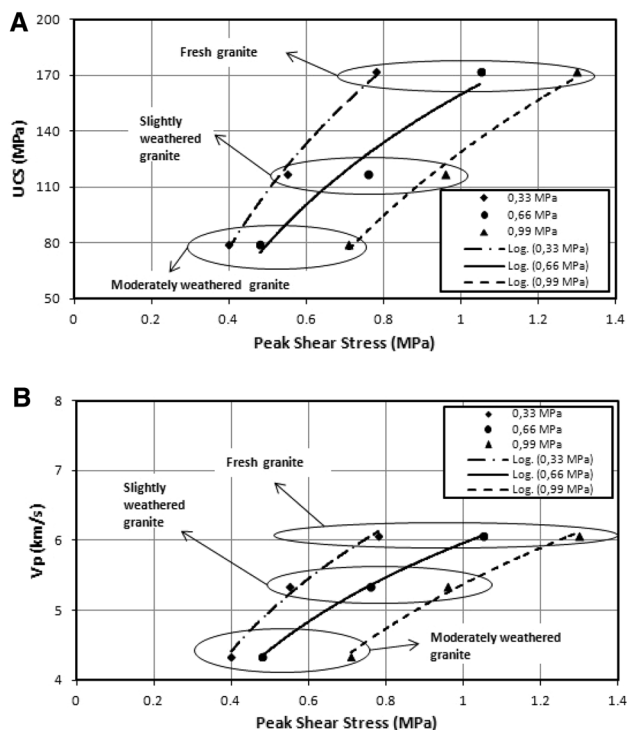 A
200
170
140
110
80
50
UCS (MPa)
Fresh granite
Slightly
weathered
granite
Moderately weathered granite
0,33 MPa
0,66 MPa
0,99 MPa
Log. (0,33 MPa)
Log. (0,66 MPa)
Log. (0,99 MPa)
0 0.2 0.4 0.6 0.8 1 1.2 1.4
Peak Shear Stress (MPa)
B
8
7
6
5
4
Vp (km/s)
0,33 MPa
0,66 MPa
0,99 MPa
Log. (0,33 MPa)
Log. (0,66 MPa)
Log. (0,99 MPa)
Fresh granite
Slightly
weathered
granite
Moderately weathered
granite
0 0.2 0.4 0.6 0.8 1 1.2 1.4
Peak Shear Stress (MPa)